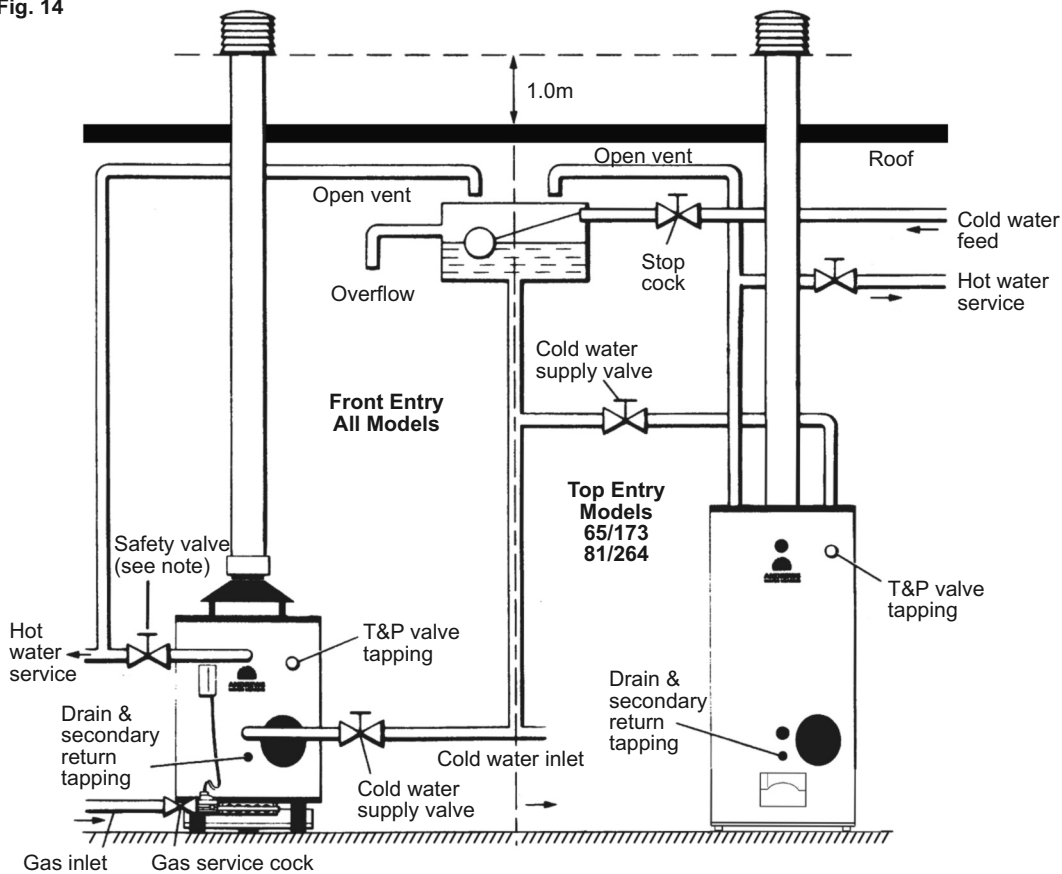 Fig. 14
1.0m
Open vent
Roof
Open vent
Cold water
feed
Stop
cock
Overflow
Hot water
service
Cold water
supply valve
Front Entry
All Models
Top Entry
Models
65/173
81/264
Safety valve
(see note)
T&P valve
tapping
Hot
water
service
T&P valve
tapping
Drain &
secondary
return
tapping
Drain &
secondary
return
tapping
Cold water inlet
Cold water
supply valve
Gas inlet
Gas service cock